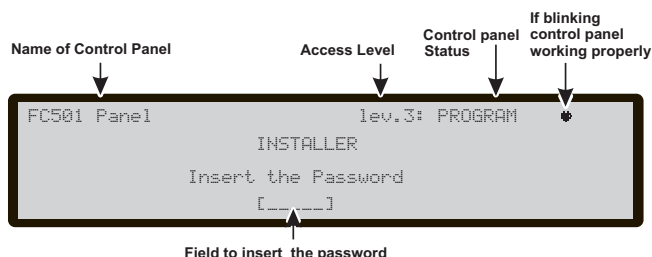 If blinking
control panel
working properly
Control panel
Status
Access Level
Name of Control Panel
FC501 Panel lev.3: PROGRAM
INSTALLER
Insert the Password
[_____]
Field to insert the password